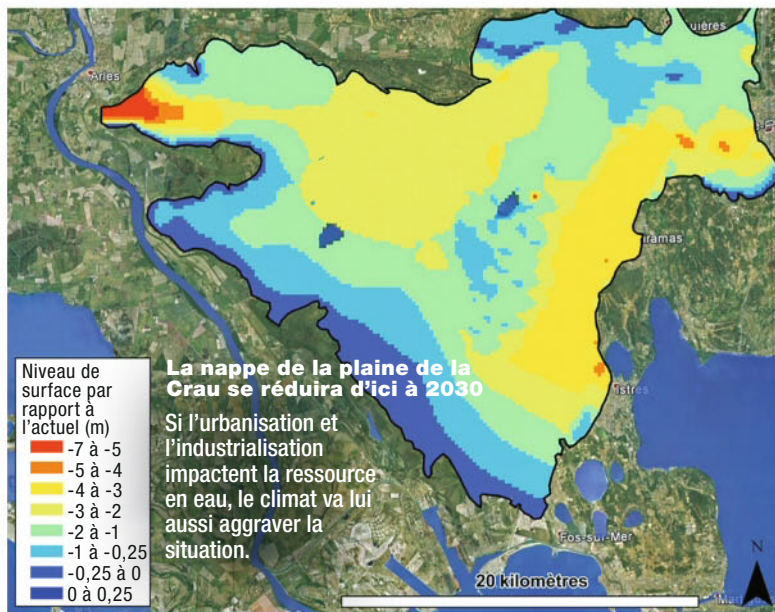 Arles
Niveau de
surface par
rapport à
l'actuel (m)
-7 à -5
-5 à -4
-4 à -3
-3 à -2
-2 à -1
-1 à -0,25
-0,25 à 0
0 à 0,25
La nappe de la plaine de la
Crau se réduira d'ici à 2030
Si l'urbanisation et
l'industrialisation
impactent la ressource
en eau, le climat va lui
aussi aggraver la
situation.
uières
iramas
Istres
Fos-sur-Mer
20 kilomètres
N